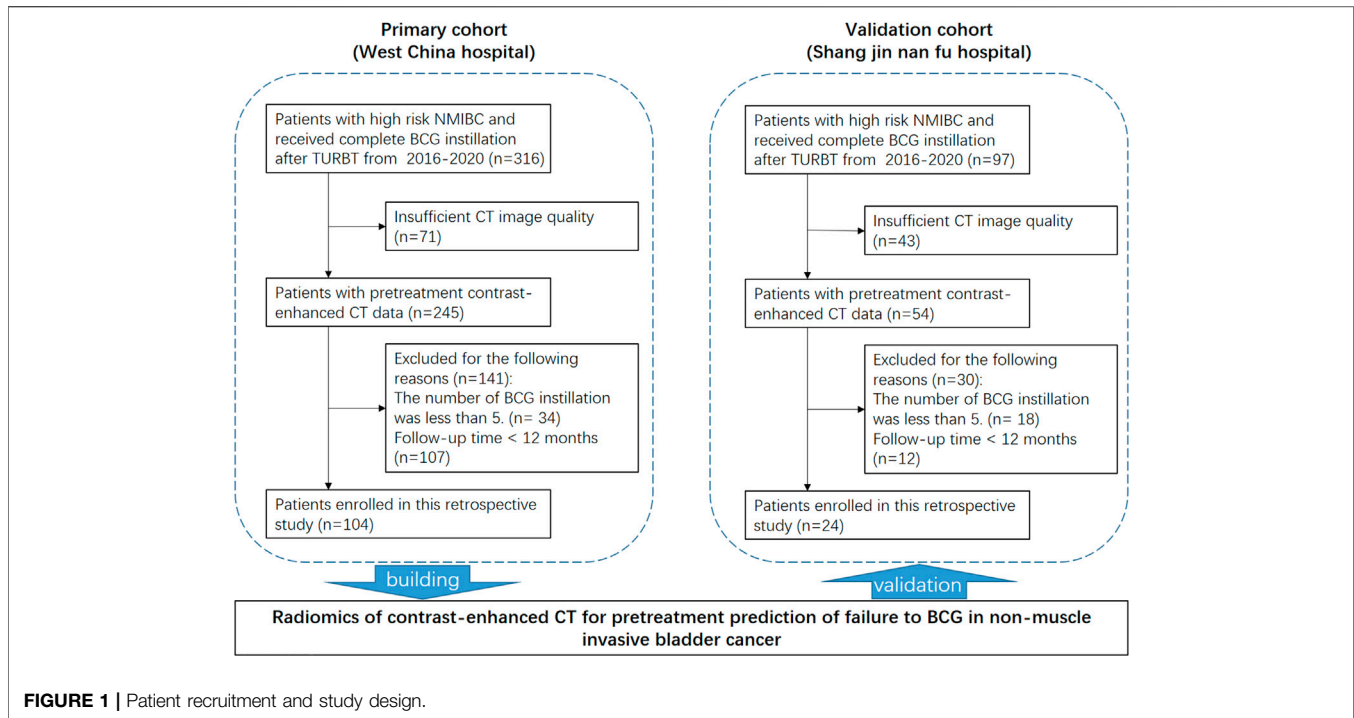 Primary cohort
(West China hospital)
Patients with high risk NMIBC and
received complete BCG instillation
after TURBT from 2016-2020 (n=316)
Insufficient CT image quality
(n=71)
Patients with pretreatment contrast-
enhanced CT data (n=245)
Excluded for the following
reasons (n=141):
The number of BCG instillation
was less than 5. (n= 34)
Follow-up time < 12 months
(n=107)
Patients enrolled in this retrospective
study (n=104)
building
Validation cohort
(Shang jin nan fu hospital)
Patients with high risk NMIBC and
received complete BCG instillation
after TURBT from 2016-2020 (n=97)
Insufficient CT image quality
(n=43)
Patients with pretreatment contrast-
enhanced CT data (n=54)
Excluded for the following
reasons (n=30):
The number of BCG instillation
was less than 5. (n= 18)
Follow-up time < 12 months
(n=12)
Patients enrolled in this retrospective
study (n=24)
validation
Radiomics of contrast-enhanced CT for pretreatment prediction of failure to BCG in non-muscle
invasive bladder cancer
FIGURE 1 | Patient recruitment and study design.